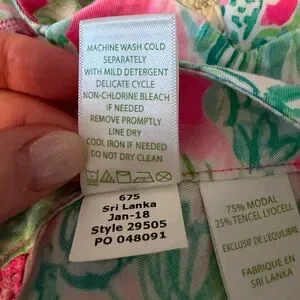 MACHINE WASH COLD
SEPARATELY
WITH MILD DETERGENT
DELICATE CYCLE
NON-CHLORINE BLEACH
IF NEEDED
REMOVE PROMPTLY
LINE DRY
COOL IRON IF NEEDED
DO NOT DRY CLEAN
675
Sri Lanka
Jan-18
Style 29505
PO 048091
75% MODAL
25% TENCEL LYOCELL
EXCLUSIF DE L'ÉQUILIBRE
FABRIQUÉ EN
SRI LANKA